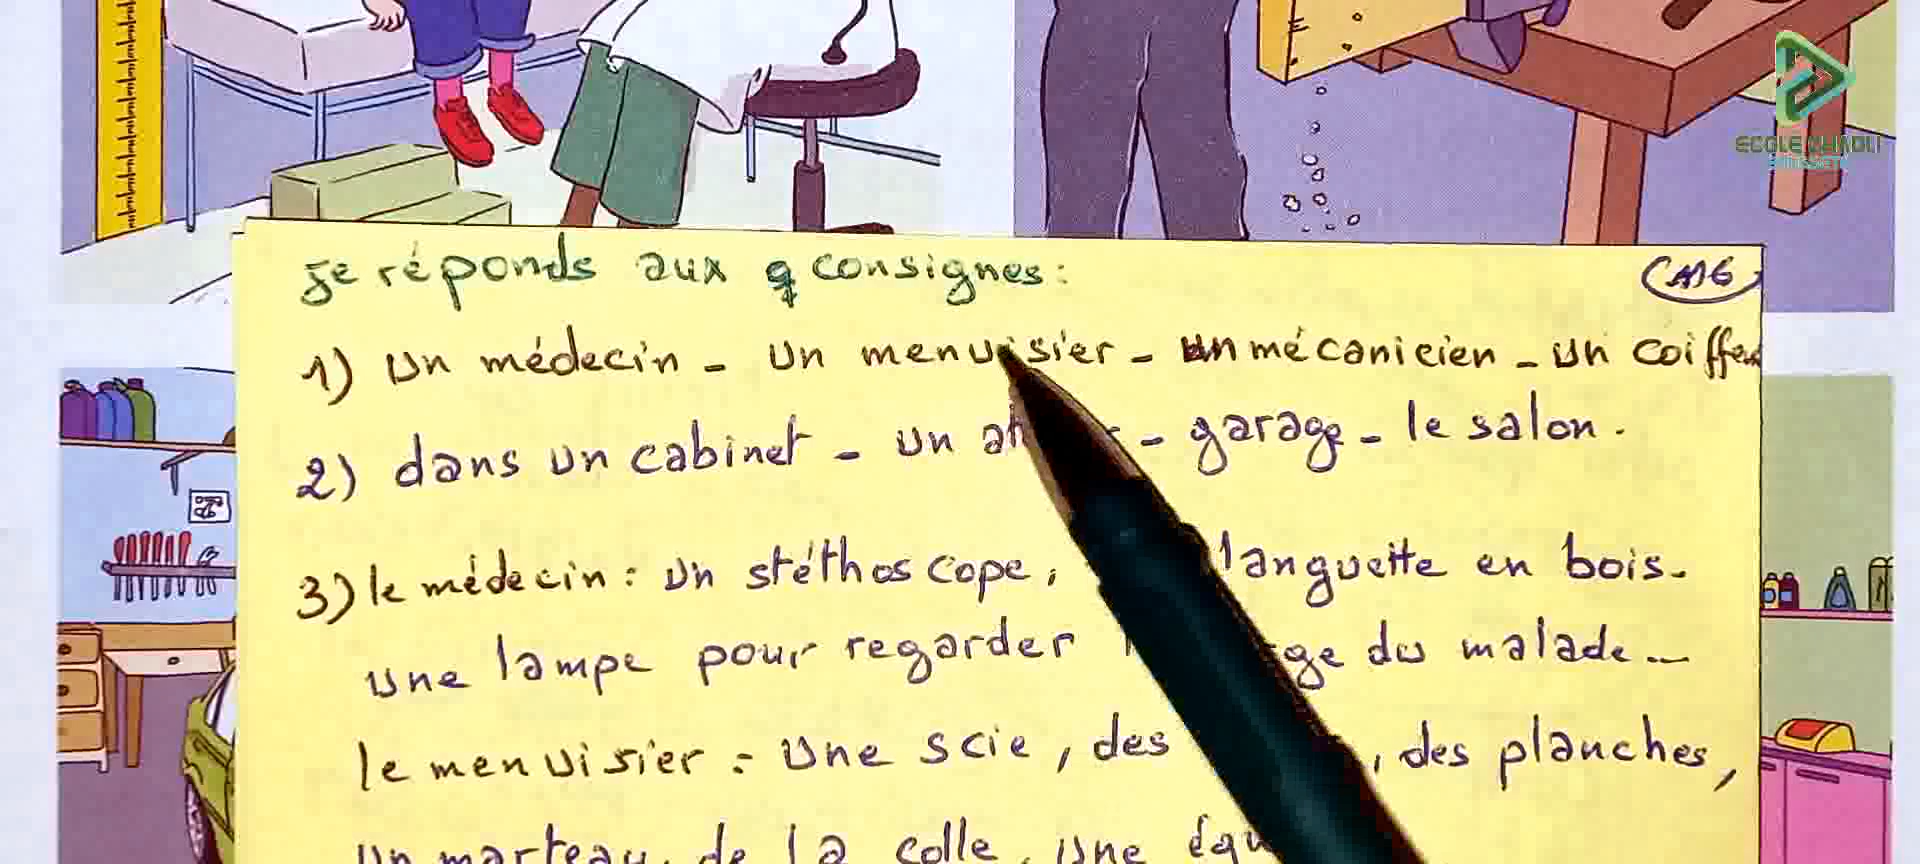 je réponds aux q consignes:
CM6
1) Un médecin - Un menuisier - un mécanicien - un coiffeur
2) dans un cabinet - un - garage - le salon.
3) le médecin : Un stéthoscope, languette en bois.
une lampe pour regarder du malade...
le menuisier : Une scie, des , des planches,
un marteau, de la colle, une
ECOLE